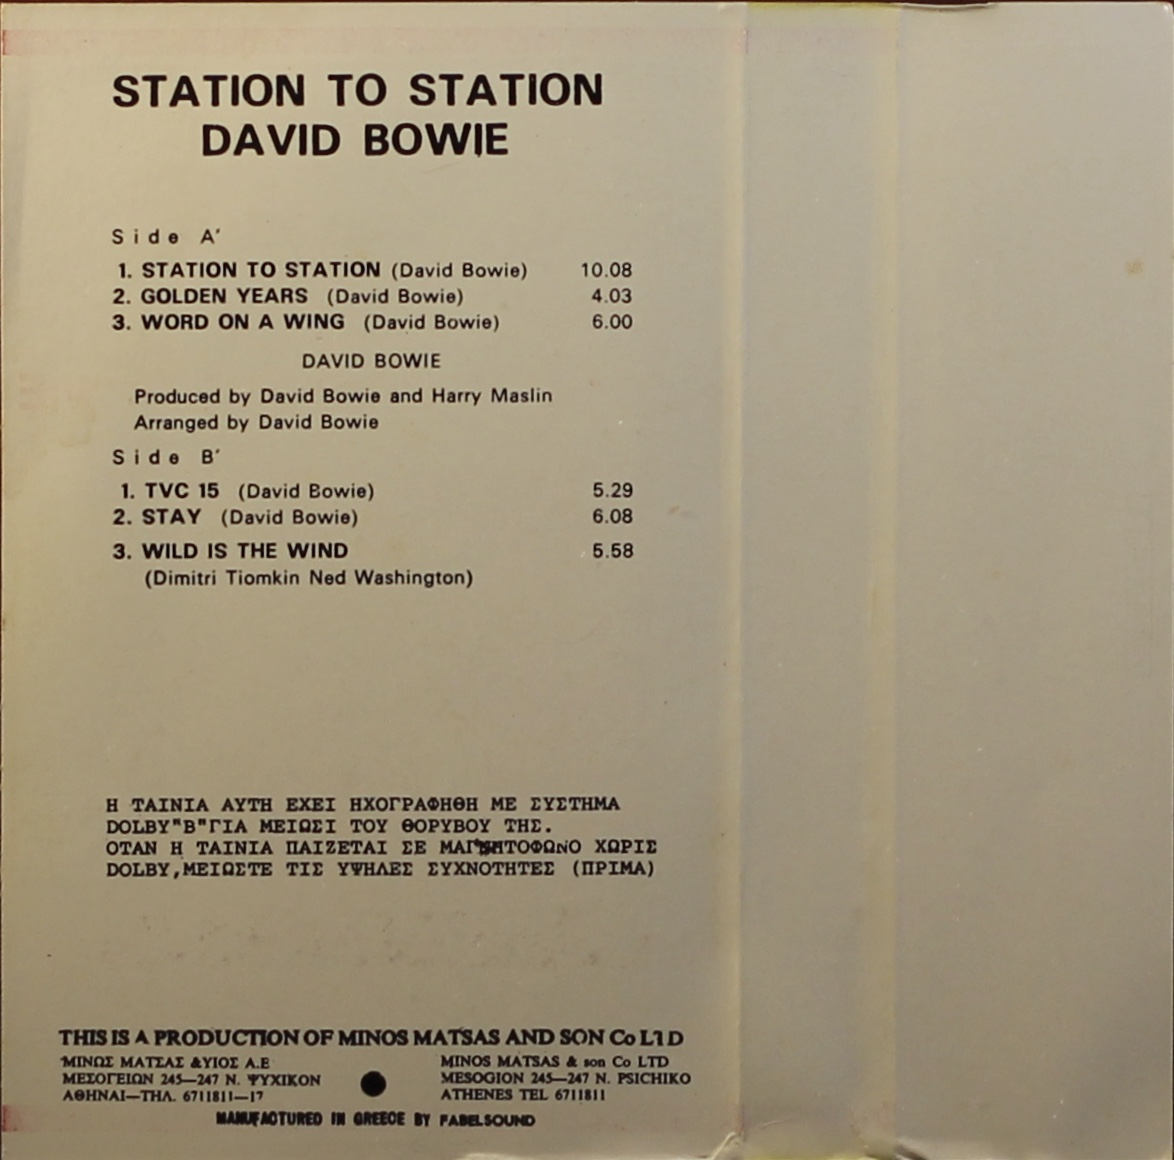 STATION TO STATION
DAVID BOWIE
Side A'
1. STATION TO STATION (David Bowie) 10.08
2. GOLDEN YEARS (David Bowie) 4.03
3. WORD ON A WING (David Bowie) 6.00
DAVID BOWIE
Produced by David Bowie and Harry Maslin
Arranged by David Bowie
Side B'
1. TVC 15 (David Bowie) 5.29
2. STAY (David Bowie) 6.08
3. WILD IS THE WIND 5.58
(Dimitri Tiomkin Ned Washington)
Η ΤΑΙΝΙΑ ΑΥΤΗ ΕΧΕΙ ΗΧΟΓΡΑΦΗΘΗ ΜΕ ΣΥΣΤΗΜΑ
DOLBY"B"ΓΙΑ ΜΕΙΩΣΙ ΤΟΥ ΘΟΡΥΒΟΥ ΤΗΣ.
ΟΤΑΝ Η ΤΑΙΝΙΑ ΠΑΙΖΕΤΑΙ ΣΕ ΜΑΓΝΗΤΟΦΩΝΟ ΧΩΡΙΣ
DOLBY,ΜΕΙΩΣΤΕ ΤΙΣ ΥΨΗΛΕΣ ΣΥΧΝΟΤΗΤΕΣ (ΠΡΙΜΑ)
THIS IS A PRODUCTION OF MINOS MATSAS AND SON Co LTD
ΜΙΝΩΣ ΜΑΤΣΑΣ &ΥΙΟΣ Α.Ε
ΜΕΣΟΓΕΙΩΝ 245—247 Ν. ΨΥΧΙΚΟΝ
ΑΘΗΝΑΙ—ΤΗΛ. 6711811—17
MINOS MATSAS & son Co LTD
MESOGION 245—247 N. PSICHIKO
ATHENES TEL 6711811
MANUFACTURED IN GREECE BY FABELSOUND